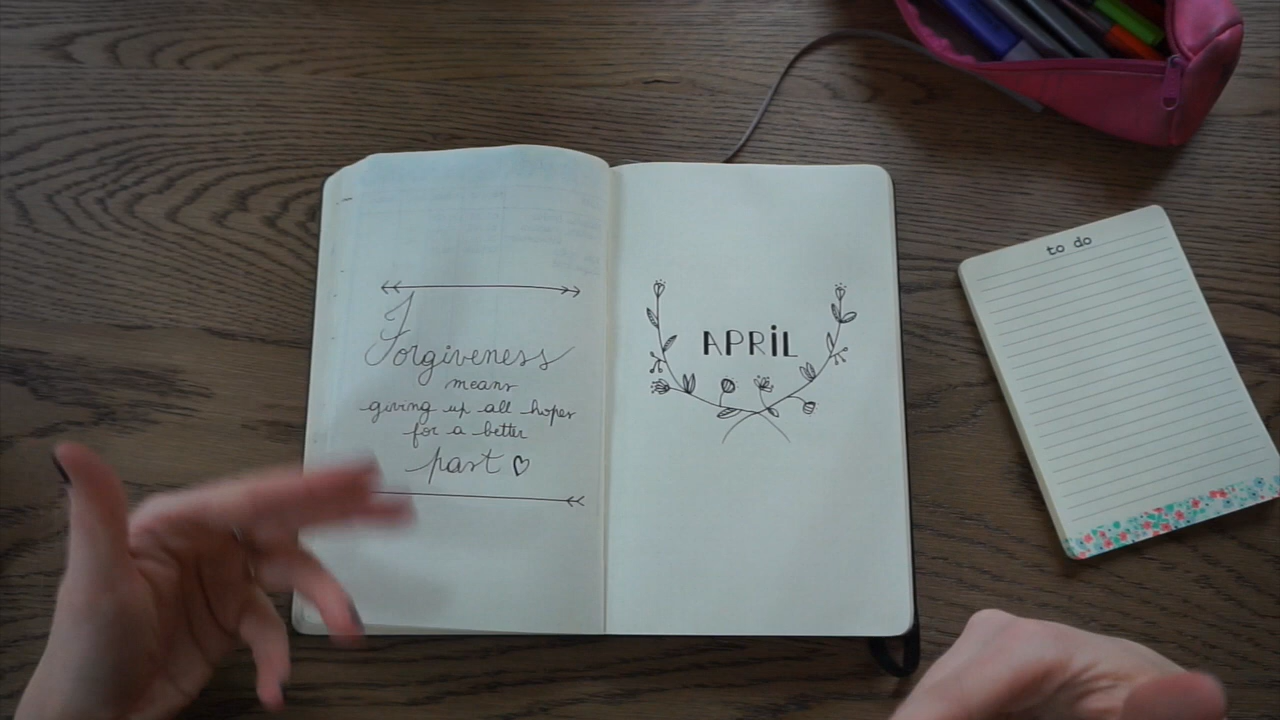 Forgiveness
means
giving up all hopes
for a better
past ♡
APRiL
to do